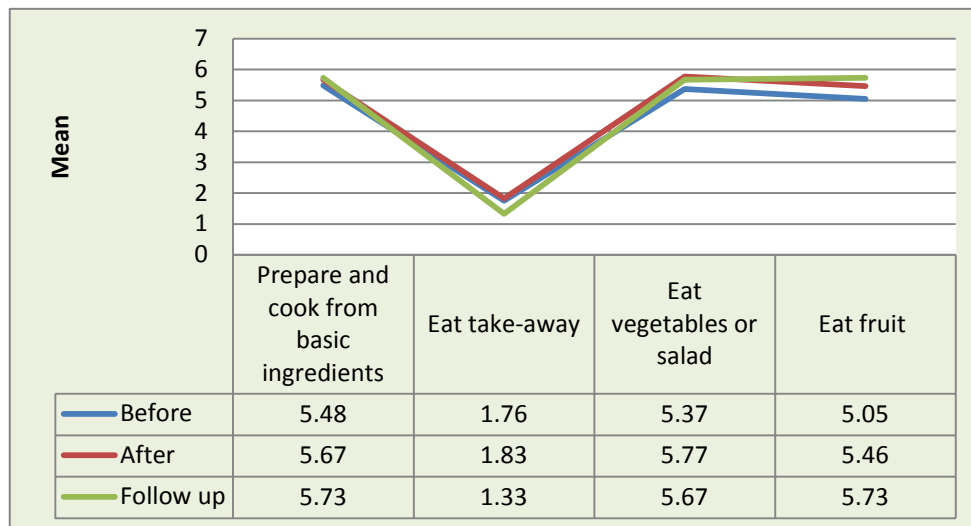 Mean
7
6
5
4
3
2
1
0
Prepare and
cook from
basic
ingredients
Eat take-away
Eat
vegetables or
salad
Eat fruit
Before 5.48 1.76 5.37 5.05
After 5.67 1.83 5.77 5.46
Follow up 5.73 1.33 5.67 5.73